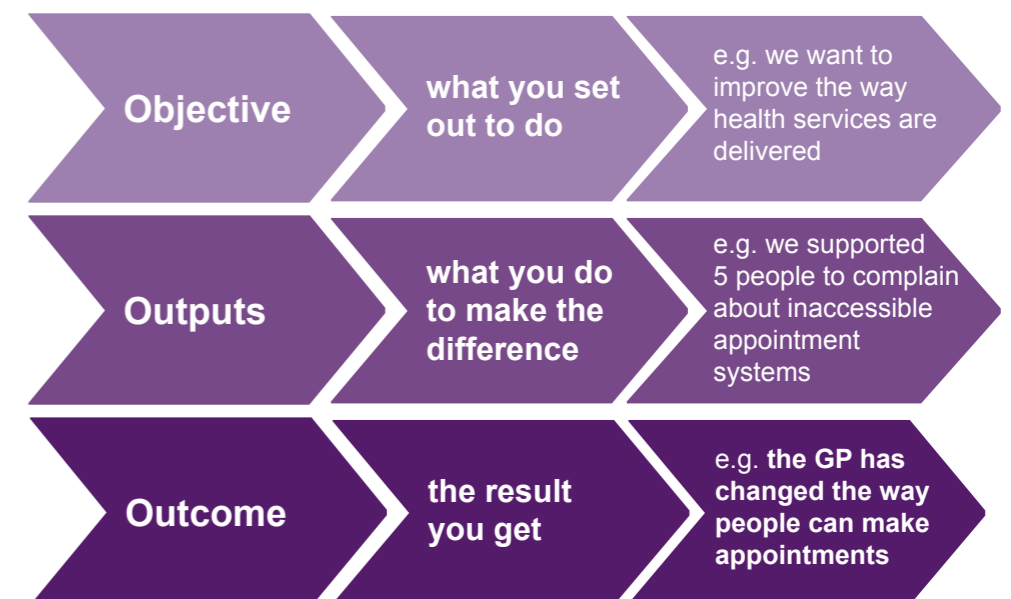 Objective
what you set
out to do
e.g. we want to
improve the way
health services are
delivered
Outputs
what you do
to make the
difference
e.g. we supported
5 people to complain
about inaccessible
appointment
systems
Outcome
the result
you get
e.g. the GP has
changed the way
people can make
appointments